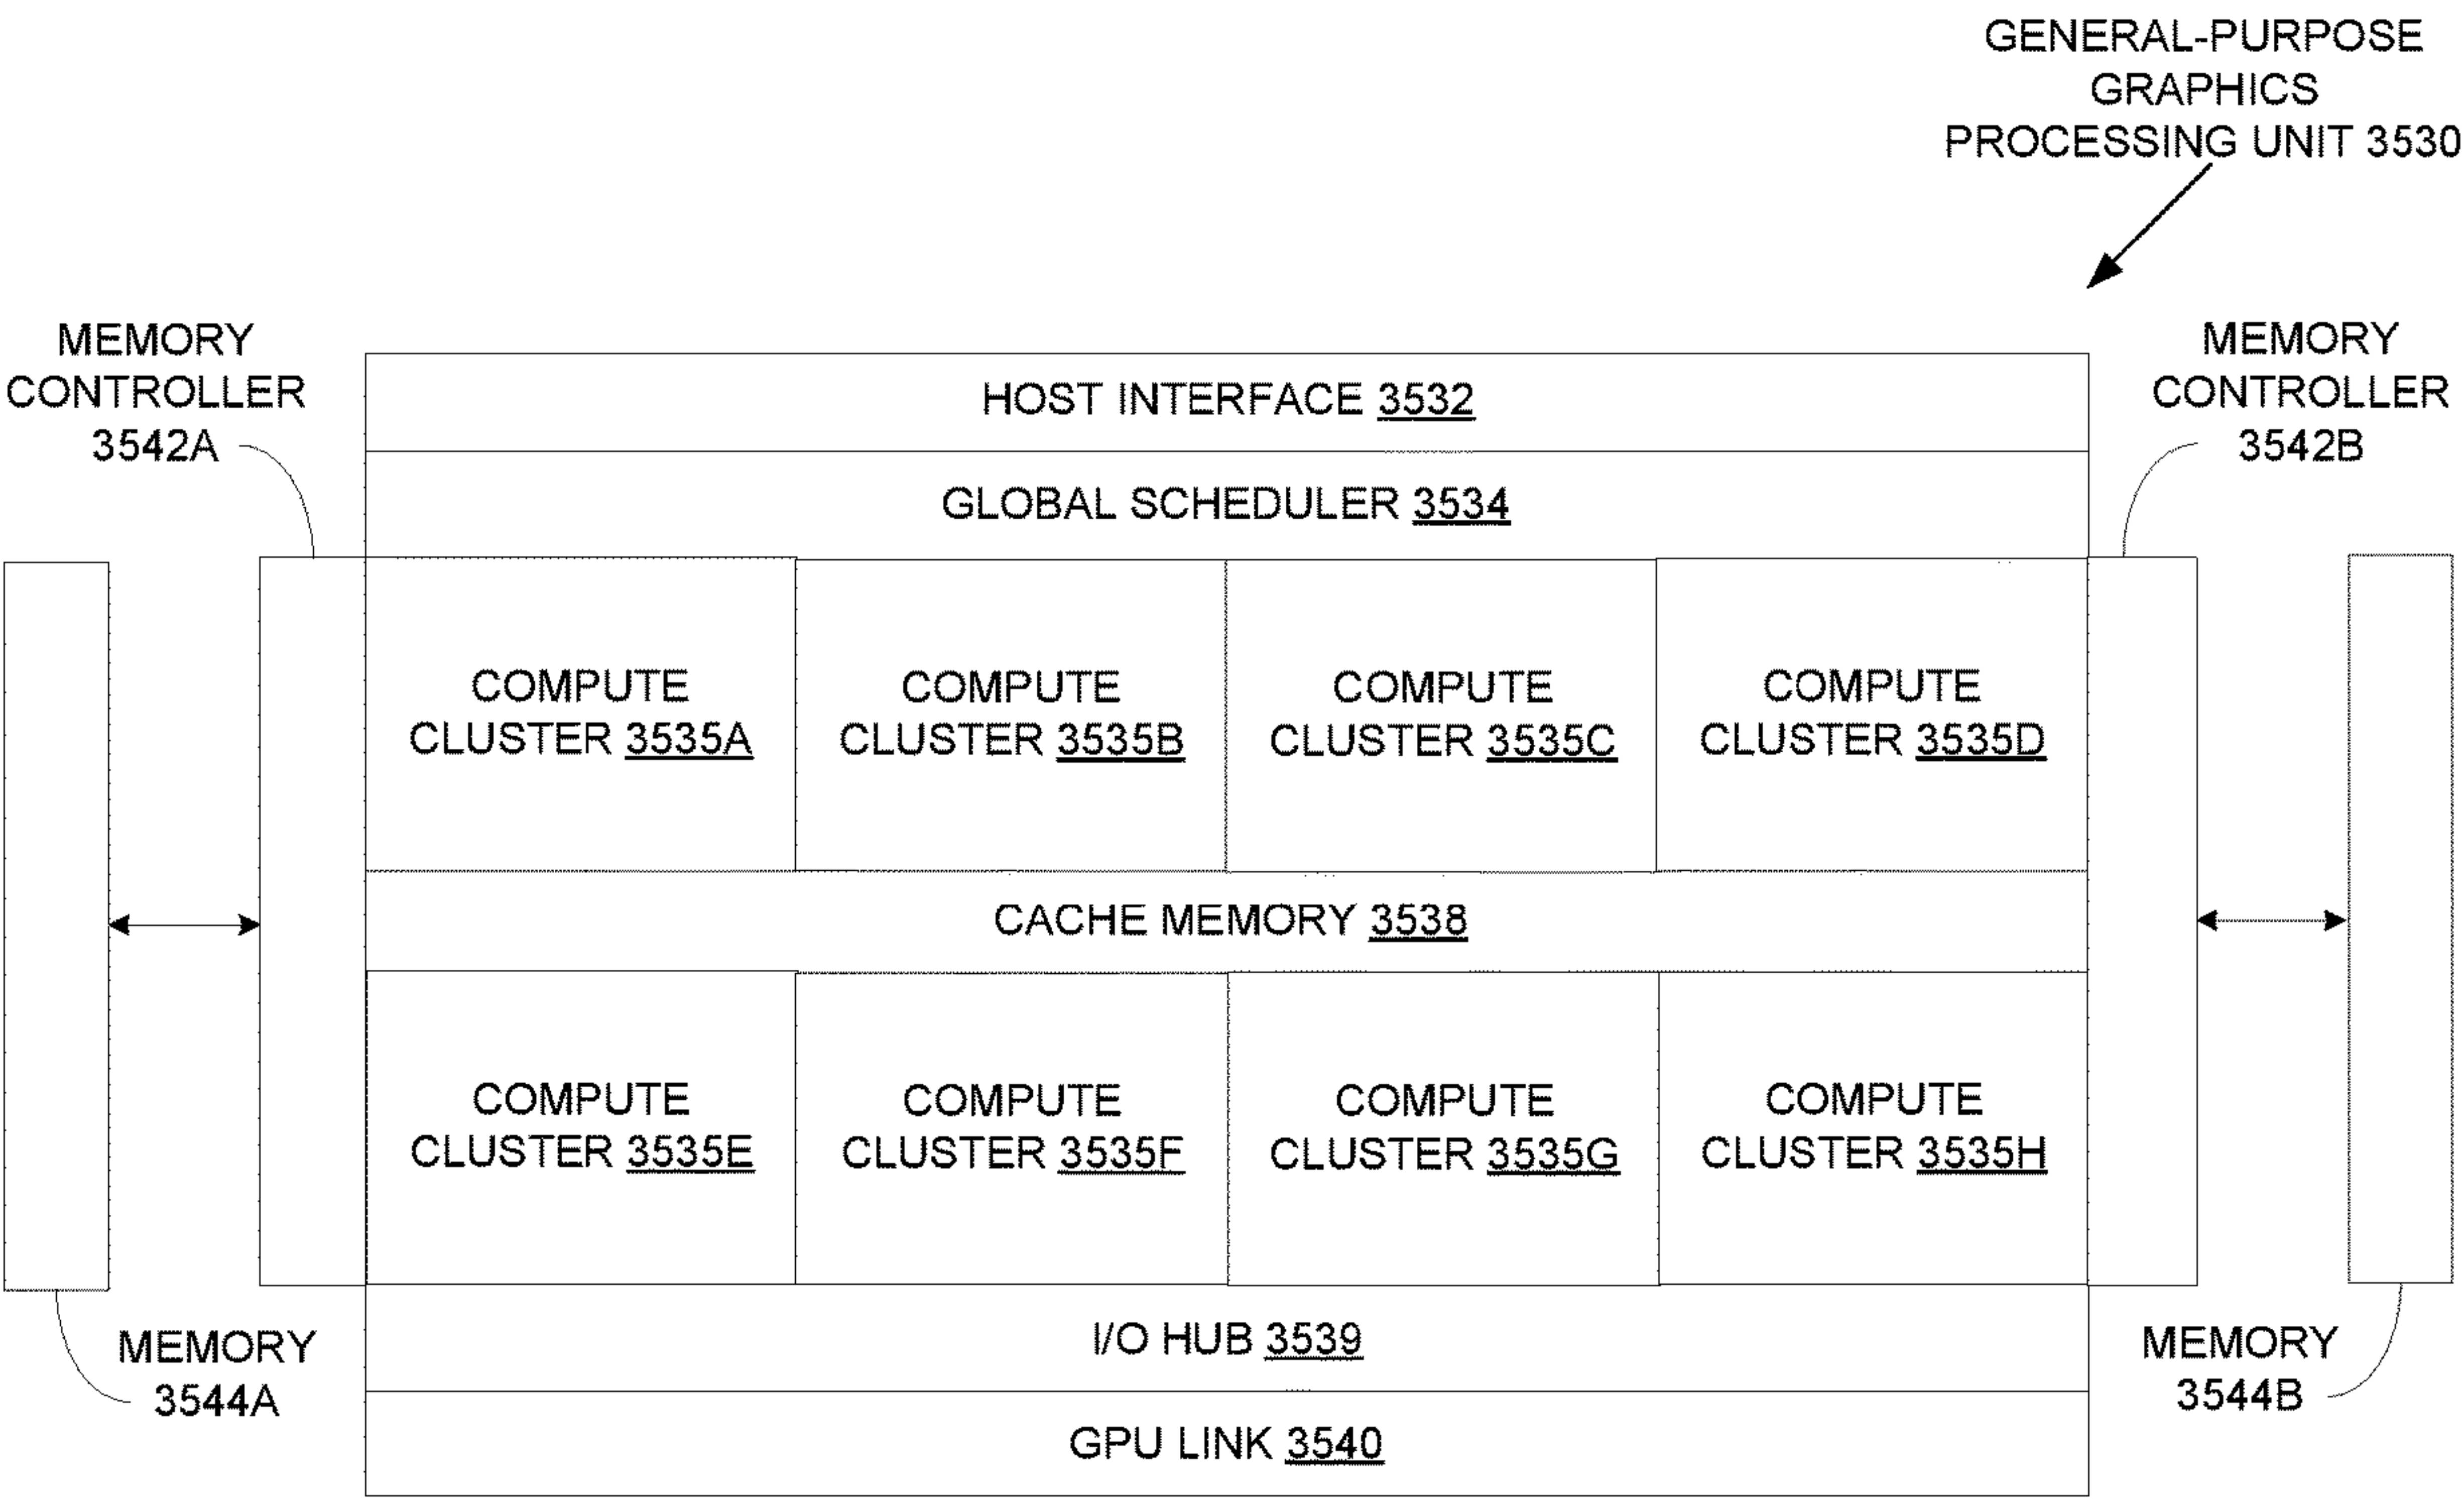 GENERAL-PURPOSE
GRAPHICS
PROCESSING UNIT 3530
MEMORY
CONTROLLER
3542A
MEMORY
CONTROLLER
3542B
HOST INTERFACE 3532
GLOBAL SCHEDULER 3534
COMPUTE
CLUSTER 3535A
COMPUTE
CLUSTER 3535B
COMPUTE
CLUSTER 3535C
COMPUTE
CLUSTER 3535D
CACHE MEMORY 3538
COMPUTE
CLUSTER 3535E
COMPUTE
CLUSTER 3535F
COMPUTE
CLUSTER 3535G
COMPUTE
CLUSTER 3535H
I/O HUB 3539
MEMORY
3544A
MEMORY
3544B
GPU LINK 3540